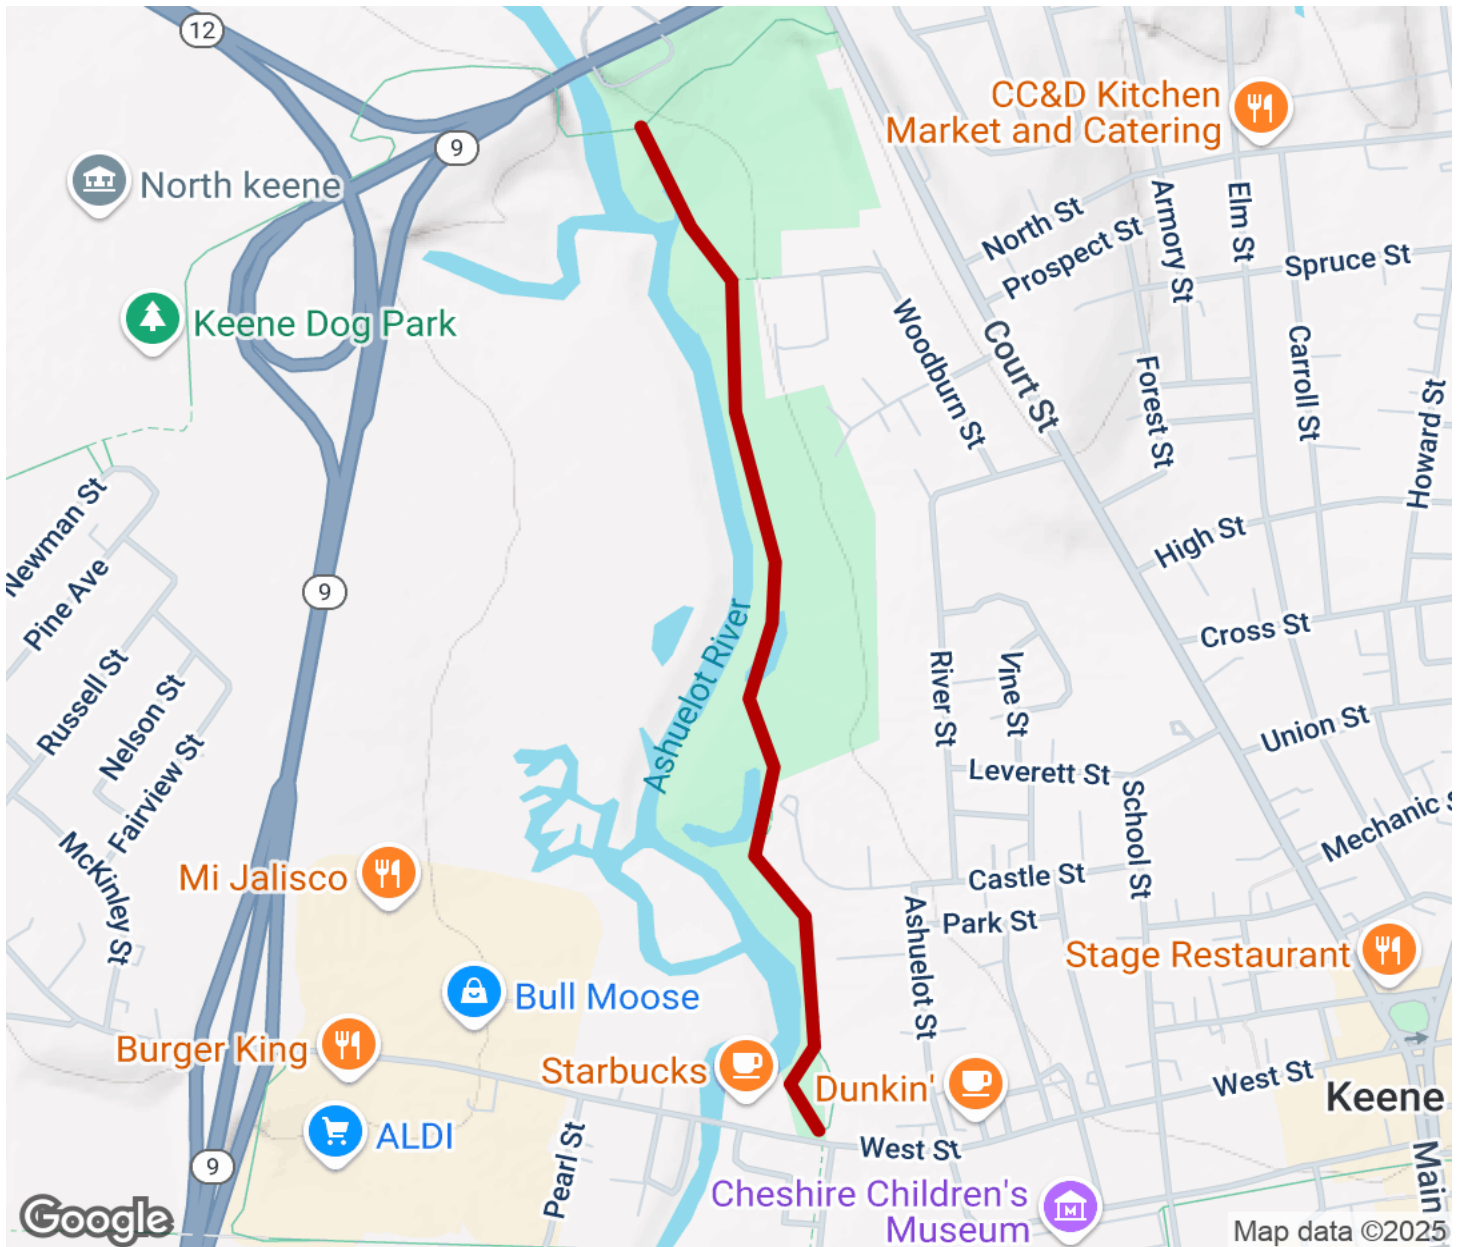 12
CC&D Kitchen
Market and Catering
9
North keene
North St
Prospect St
Armory St
Elm St
Spruce St
Keene Dog Park
Woodburn St
Court St
Forest St
Carroll St
Howard St
Newman St
Pine Ave
High St
9
Ashuelot River
Cross St
River St
Vine St
Russell St
Nelson St
Fairview St
Union St
Leverett St
School St
Mechanic S
McKinley St
Mi Jalisco
Castle St
Park St
Ashuelot St
Stage Restaurant
Bull Moose
Burger King
Starbucks
Dunkin'
West St
Keene
ALDI
Pearl St
West St
Main
9
Cheshire Children's
Museum
Google
Map data ©2025